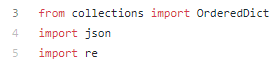 3 from collections import OrderedDict
4 import json
5 import re